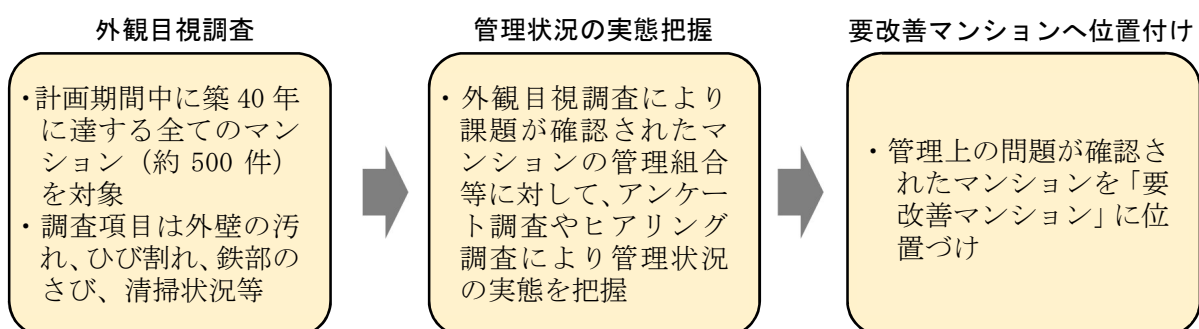 外観目視調査
・計画期間中に築 40 年
に達する全てのマン
ション（約 500 件）
を対象
・調査項目は外壁の汚
れ、ひび割れ、鉄部の
さび、清掃状況等
管理状況の実態把握
・外観目視調査により
課題が確認されたマ
ンションの管理組合
等に対して、アンケー
ト調査やヒアリング
調査により管理状況
の実態を把握
要改善マンションへ位置付け
・管理上の問題が確認さ
れたマンションを「要
改善マンション」に位
置づけ